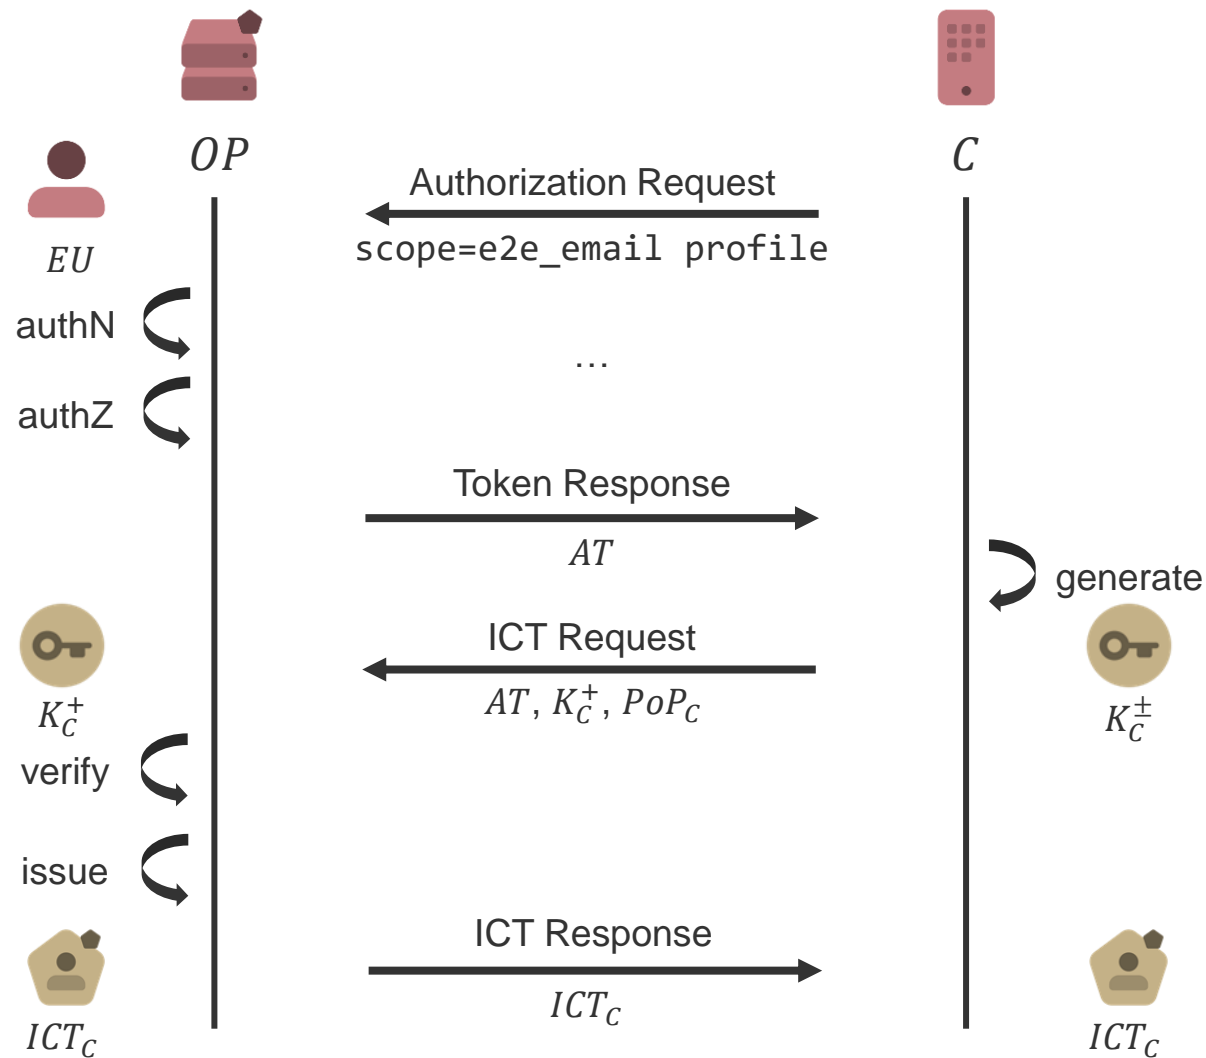 OP
C
Authorization Request
scope=e2e_email profile
EU
authN
...
authZ
Token Response
AT
generate
ICT Request
AT, K_C^+, PoP_C
K_C^+
K_C^±
verify
issue
ICT Response
ICT_C
ICT_C
ICT_C